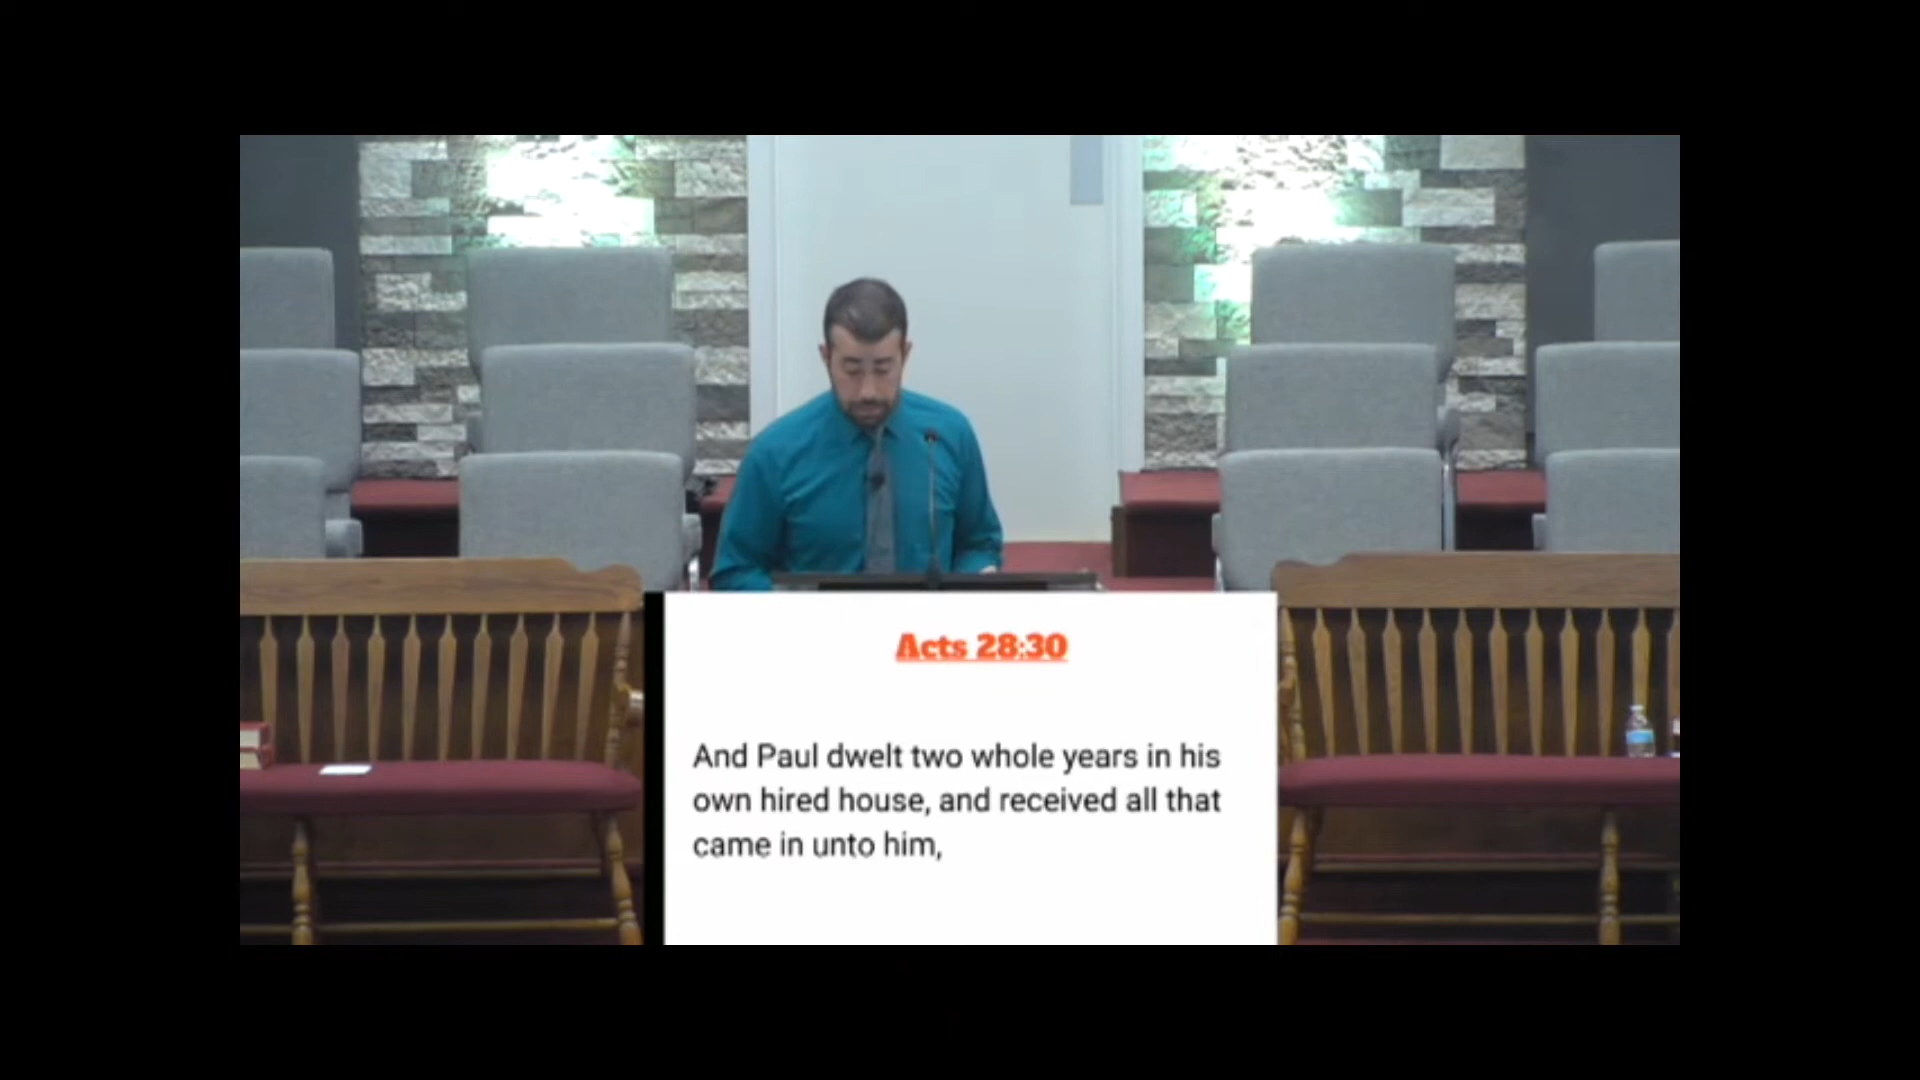 Acts 28:30
And Paul dwelt two whole years in his
own hired house, and received all that
came in unto him,